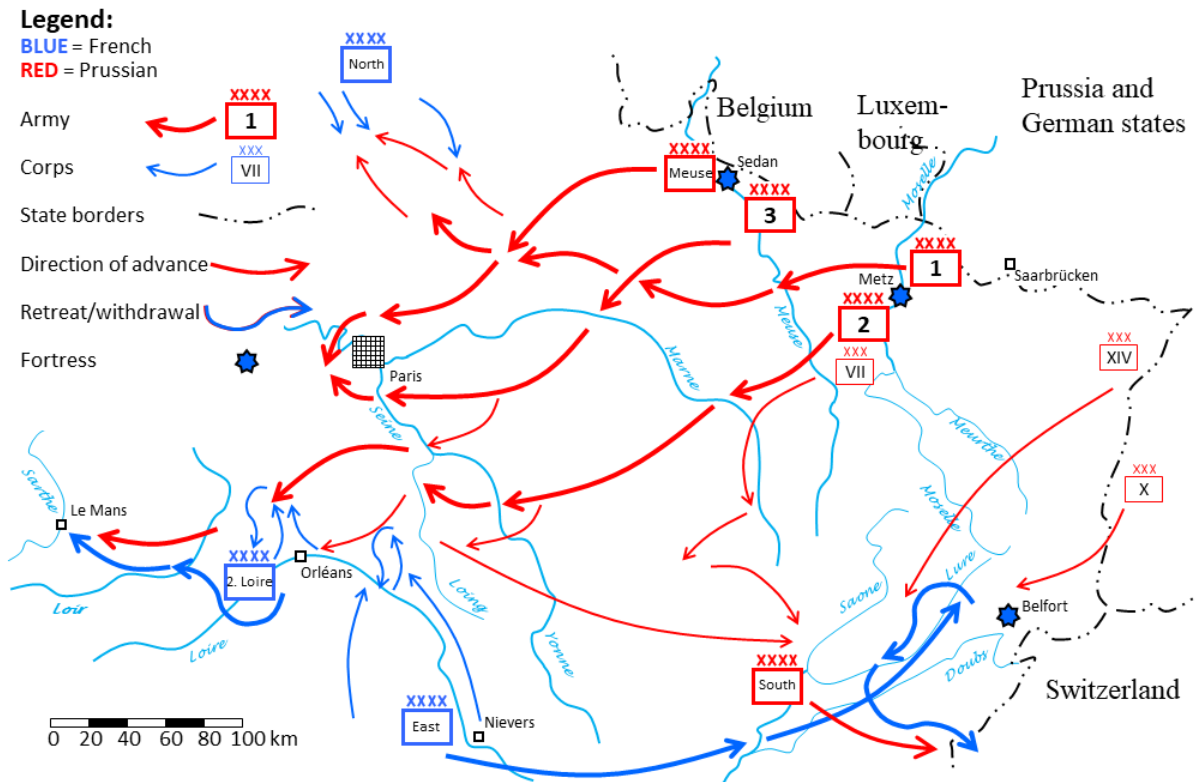 Legend:
BLUE = French
RED = Prussian
Army
XXXX
1
Corps
XXX
VII
State borders
Direction of advance
Retreat/withdrawal
Fortress
XXXX
North
Belgium
Luxem-
bourg
Prussia and
German states
XXXX
Meuse
Sedan
XXXX
3
Moselle
XXXX
1
Saarbrücken
Metz
XXXX
2
Meuse
XXX
VII
XXX
XIV
Marne
Paris
Seine
Meurthe
XXX
X
Sarthe
Le Mans
Moselle
XXXX
2. Loire
Orléans
Loir
Loire
Loing
Yonne
Saone
Lure
Belfort
Doubs
XXXX
South
Switzerland
XXXX
East
Nievers
0 20 40 60 80 100 km